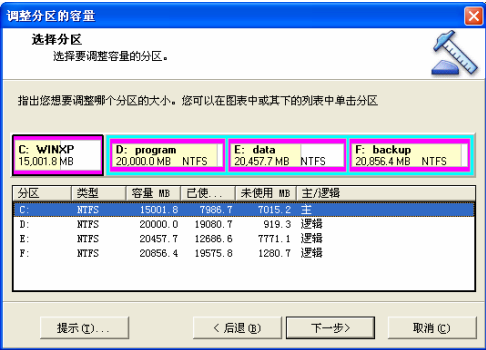 调整分区的容量
选择分区
选择要调整容量的分区。
指出您想要调整哪个分区的大小。您可以在图表中或其下的列表中单击分区
C: WINXP D: program E: data F: backup
15,001.8 MB 20,000.0 MB NTFS 20,457.7 MB NTFS 20,856.4 MB NTFS
分区 类型 容量 MB 已使... 未使用 MB 主/逻辑
C: NTFS 15001.8 7986.7 7015.2 主
D: NTFS 20000.0 19080.7 919.3 逻辑
E: NTFS 20457.7 12686.6 7771.1 逻辑
F: NTFS 20856.4 19575.8 1280.7 逻辑
提示(T)... < 后退(B) 下一步> 取消(C)